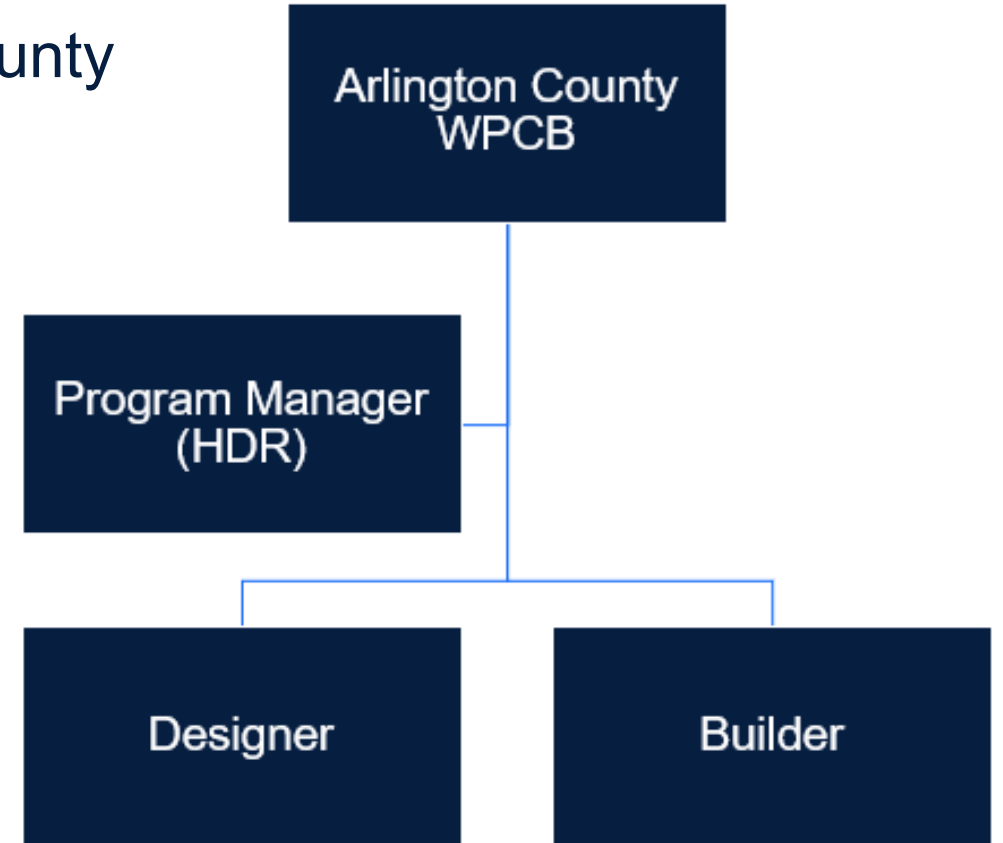 unty
Arlington County
WPCB
Program Manager
(HDR)
Designer
Builder